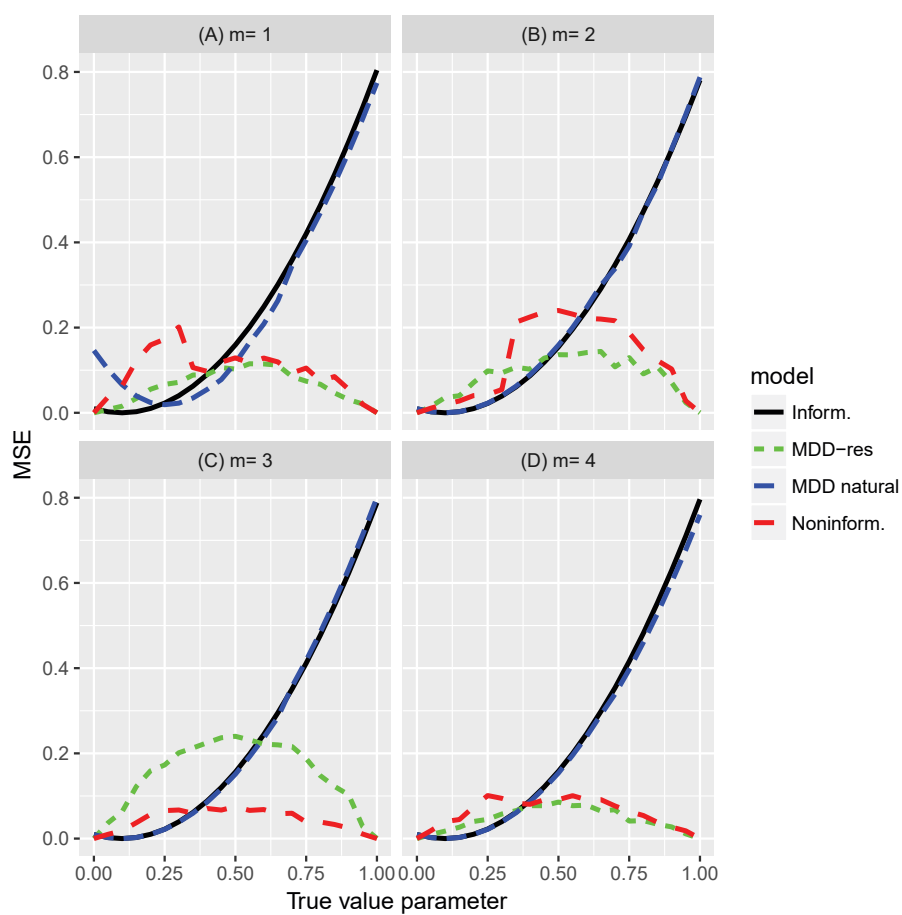 (A) m= 1
(B) m= 2
0.8
0.6
0.4
0.2
0.0
MSE
(C) m= 3
(D) m= 4
0.8
0.6
0.4
0.2
0.0
0.00 0.25 0.50 0.75 1.00
0.00 0.25 0.50 0.75 1.00
True value parameter
model
Inform.
MDD−res
MDD natural
Noninform.